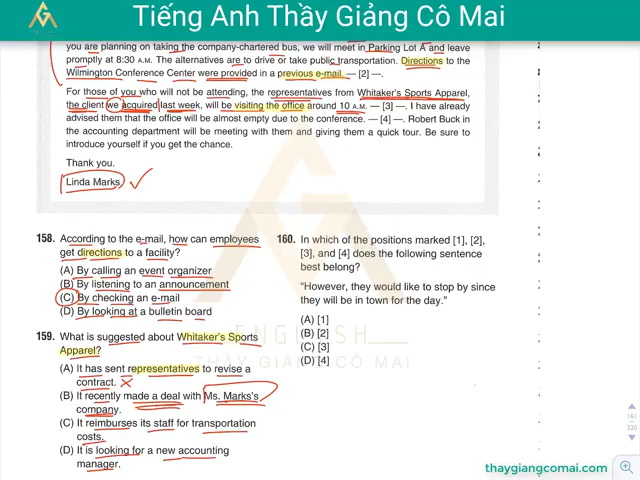 Tiếng Anh Thầy Giảng Cô Mai
you are planning on taking the company-chartered bus, we will meet in Parking Lot A and leave
promptly at 8:30 A.M. The alternatives are to drive or take public transportation. Directions to
the Wilmington Conference Center were provided in a previous e-mail. — [2] —.
For those of you who will not be attending, the representatives from Whitaker's Sports Apparel,
the client we acquired last week, will be visiting the office around 10 A.M. — [3] —. I have already
advised them that the office will be almost empty due to the conference. — [4] —. Robert Buck in
the accounting department will be meeting with them and giving them a quick tour. Be sure to
introduce yourself if you get the chance.
Thank you.
Linda Marks
158. According to the e-mail, how can employees
get directions to a facility?
(A) By calling an event organizer
(B) By listening to an announcement
(C) By checking an e-mail
(D) By looking at a bulletin board
159. What is suggested about Whitaker's Sports
Apparel?
(A) It has sent representatives to revise a
contract.
(B) It recently made a deal with Ms. Marks's
company.
(C) It reimburses its staff for transportation
costs.
(D) It is looking for a new accounting
manager.
160. In which of the positions marked [1], [2],
[3], and [4] does the following sentence
best belong?
"However, they would like to stop by since
they will be in town for the day."
(A) [1]
(B) [2]
(C) [3]
(D) [4]
ENGLISH
THẦY GIẢNG CÔ MAI
161
220
thaygiangcomai.com